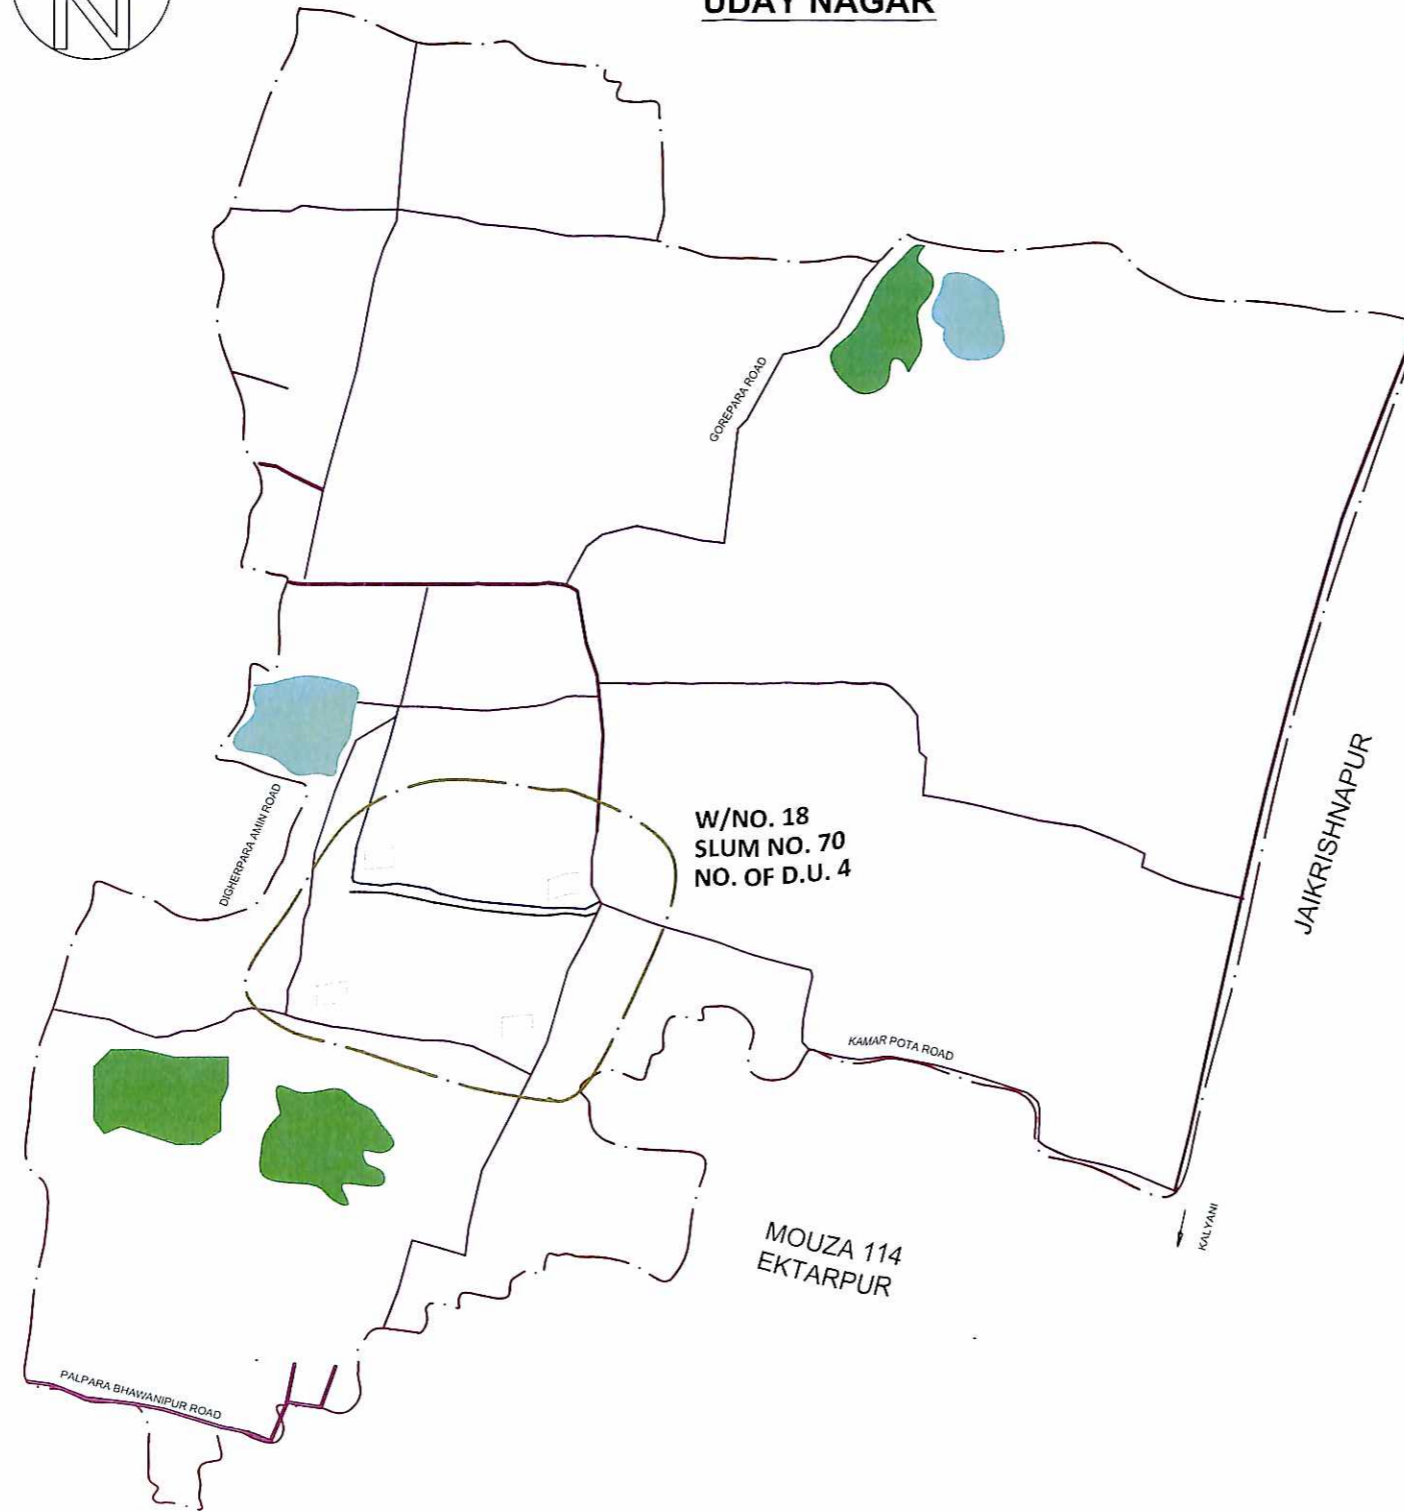 N
UDAY NAGAR
GOREPARA ROAD
JAIKRISHNAPUR
DIGHERPARA AMIN ROAD
W/NO. 18
SLUM NO. 70
NO. OF D.U. 4
KAMAR POTA ROAD
KALYANI
MOUZA 114
EKTARPUR
PALPARA BHAWANIPUR ROAD